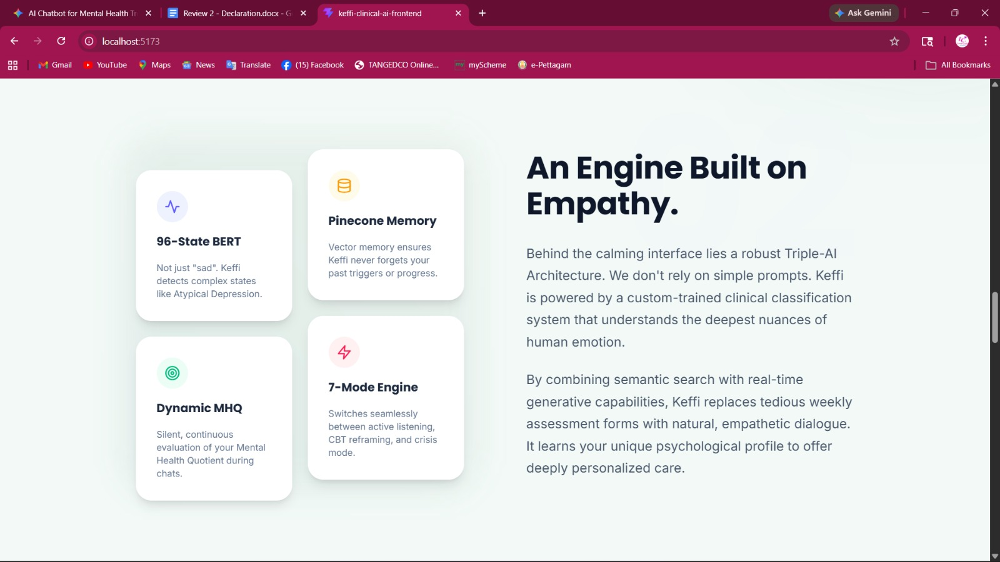 AI Chatbot for Mental Health Tr
Review 2 - Declaration.docx - G
keffi-clinical-ai-frontend
Ask Gemini
localhost:5173
Gmail
YouTube
Maps
News
Translate
(15) Facebook
TANGEDCO Online...
my
myScheme
e-Pettagam
All Bookmarks
96-State BERT
Not just "sad". Keffi
detects complex states
like Atypical Depression.
Pinecone Memory
Vector memory ensures
Keffi never forgets your
past triggers or progress.
Dynamic MHQ
Silent, continuous
evaluation of your Mental
Health Quotient during
chats.
7-Mode Engine
Switches seamlessly
between active listening,
CBT reframing, and crisis
mode.
An Engine Built on
Empathy.
Behind the calming interface lies a robust Triple-AI
Architecture. We don't rely on simple prompts. Keffi
is powered by a custom-trained clinical classification
system that understands the deepest nuances of
human emotion.
By combining semantic search with real-time
generative capabilities, Keffi replaces tedious weekly
assessment forms with natural, empathetic dialogue.
It learns your unique psychological profile to offer
deeply personalized care.